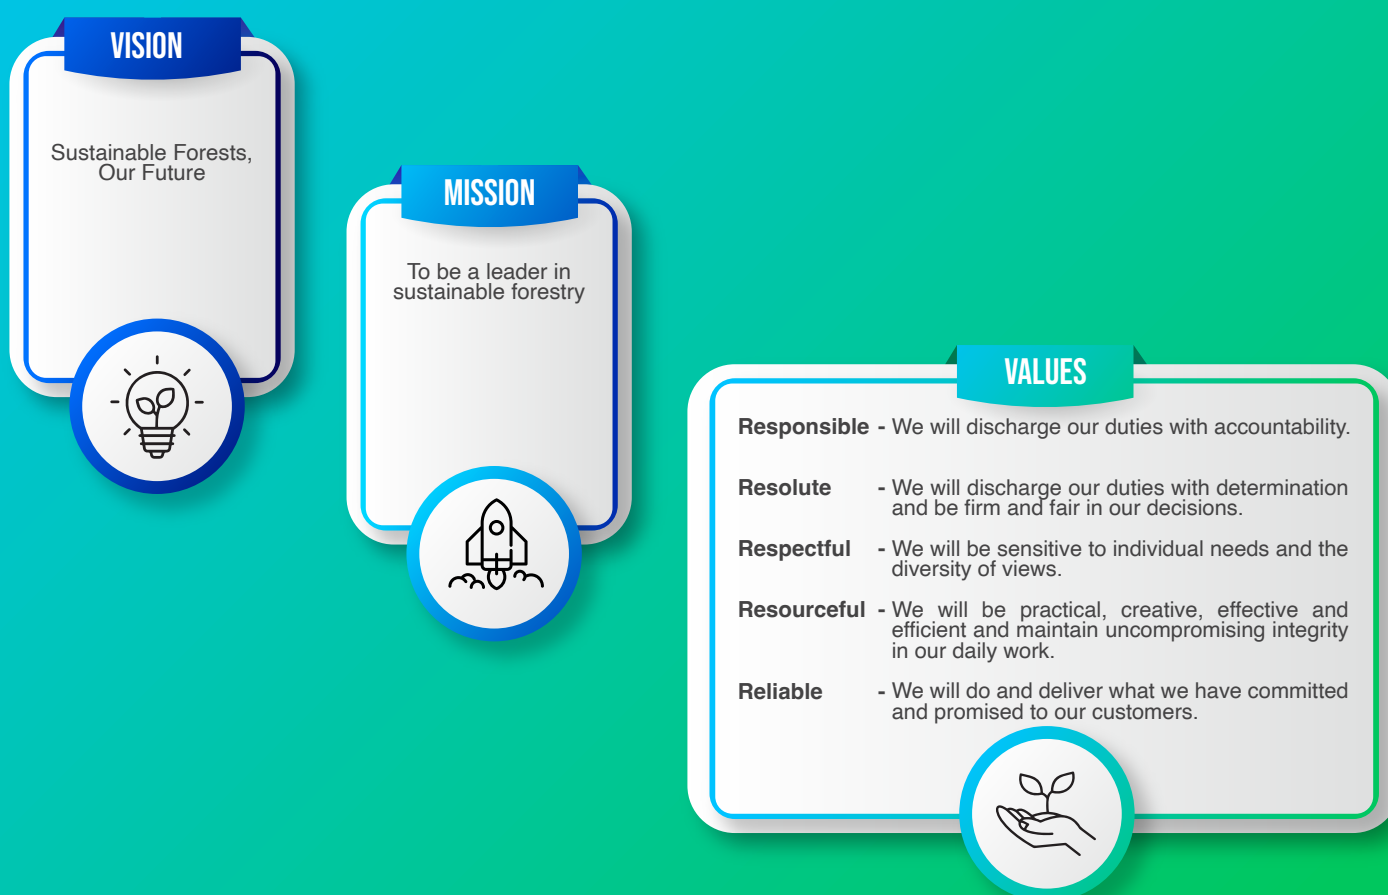 VISION
Sustainable Forests,
Our Future
MISSION
To be a leader in
sustainable forestry
VALUES
Responsible - We will discharge our duties with accountability.
Resolute - We will discharge our duties with determination
and be firm and fair in our decisions.
Respectful - We will be sensitive to individual needs and the
diversity of views.
Resourceful - We will be practical, creative, effective and
efficient and maintain uncompromising integrity
in our daily work.
Reliable - We will do and deliver what we have committed
and promised to our customers.